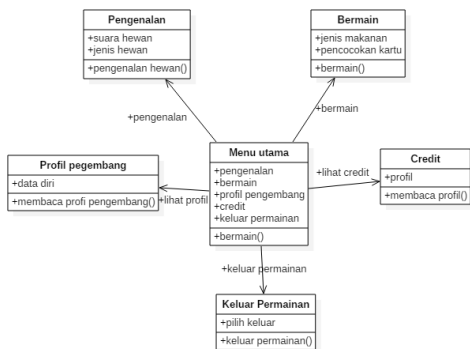 Pengenalan
+suara hewan
+jenis hewan
+pengenalan hewan()
Bermain
+jenis makanan
+pencocokan kartu
+bermain()
+pengenalan
+bermain
Profil pegembang
+data diri
+membaca profi pengembang()
+lihat profil
Menu utama
+pengenalan
+bermain
+profil pengembang
+credit
+keluar permainan
+bermain()
+lihat credit
Credit
+profil
+membaca profil()
+keluar permainan
Keluar Permainan
+pilih keluar
+keluar permainan()